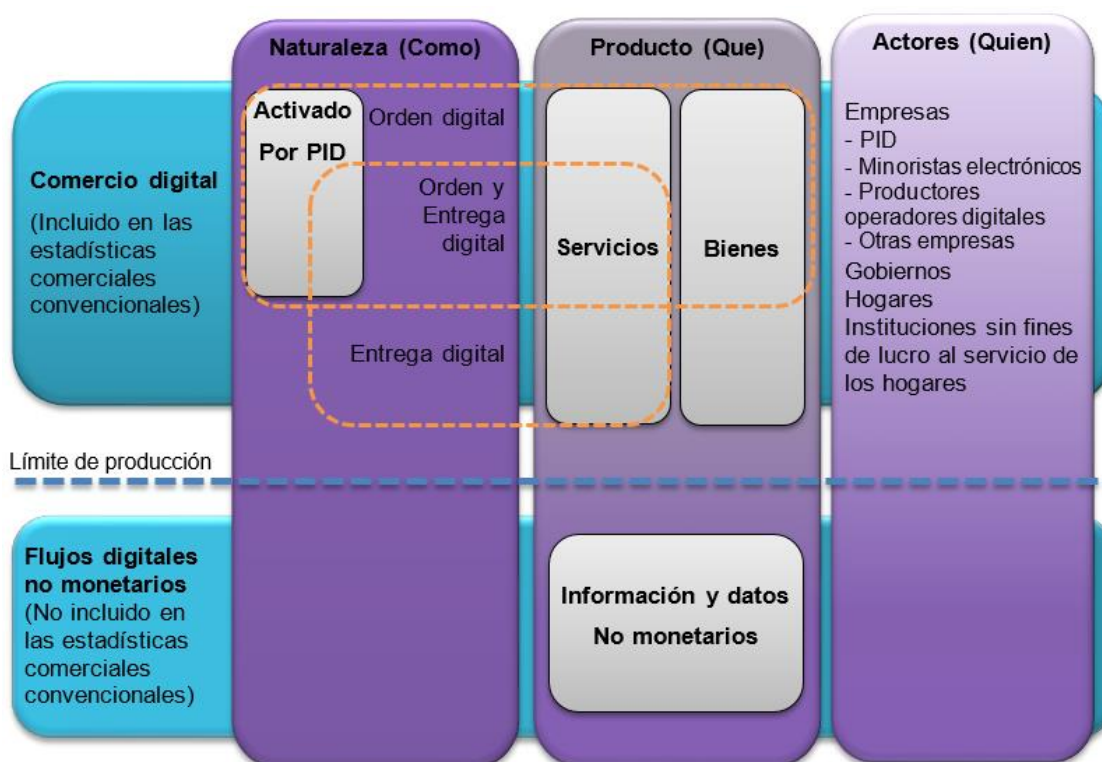 Naturaleza (Como)
Producto (Que)
Actores (Quien)
Comercio digital
(Incluido en las
estadísticas
comerciales
convencionales)
Activado
Por PID
Orden digital
Orden y
Entrega
digital
Entrega digital
Servicios
Bienes
Empresas
- PID
- Minoristas electrónicos
- Productores
operadores digitales
- Otras empresas
Gobiernos
Hogares
Instituciones sin fines
de lucro al servicio de
los hogares
Límite de producción
Flujos digitales
no monetarios
(No incluido en
las estadísticas
comerciales
convencionales)
Información y datos
No monetarios